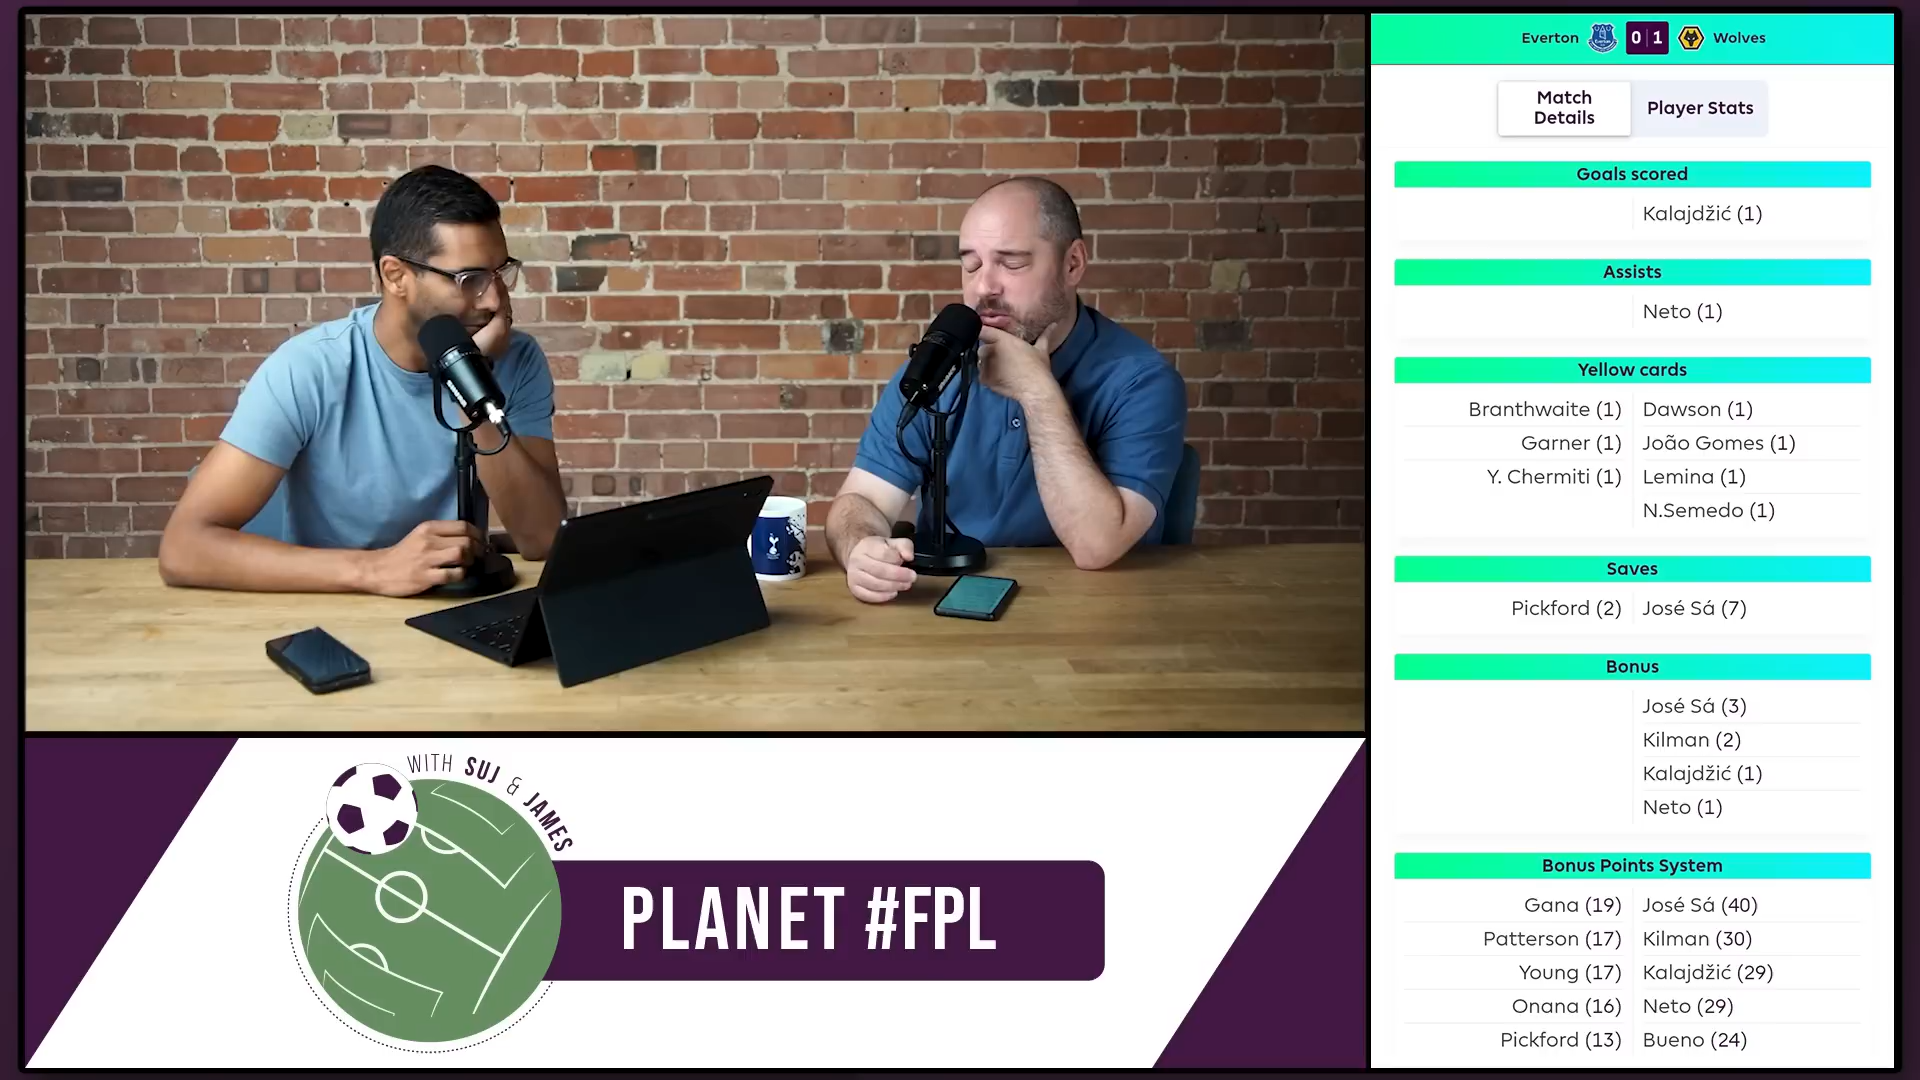 Everton 0 1 Wolves
Match Details
Player Stats
Goals scored
Kalajdžić (1)
Assists
Neto (1)
Yellow cards
Branthwaite (1) Dawson (1)
Garner (1) João Gomes (1)
Y. Chermiti (1) Lemina (1)
N.Semedo (1)
Saves
Pickford (2) José Sá (7)
Bonus
José Sá (3)
Kilman (2)
Kalajdžić (1)
Neto (1)
Bonus Points System
Gana (19) José Sá (40)
Patterson (17) Kilman (30)
Young (17) Kalajdžić (29)
Onana (16) Neto (29)
Pickford (13) Bueno (24)
WITH SUJ & JAMES
PLANET #FPL